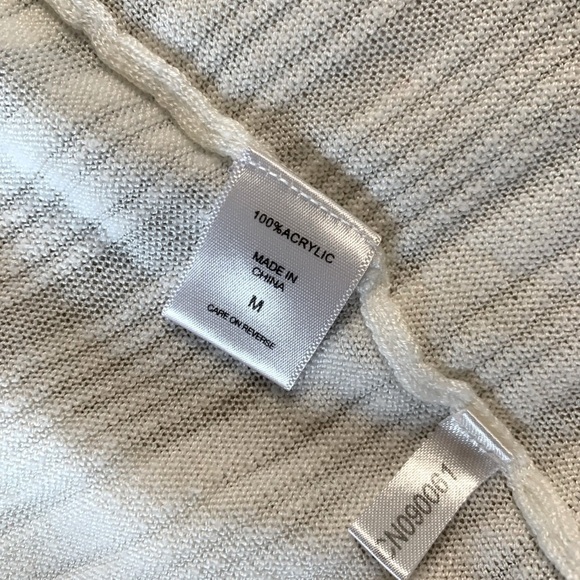 100%ACRYLIC
MADE IN
CHINA
M
CARE ON REVERSE
CN090061